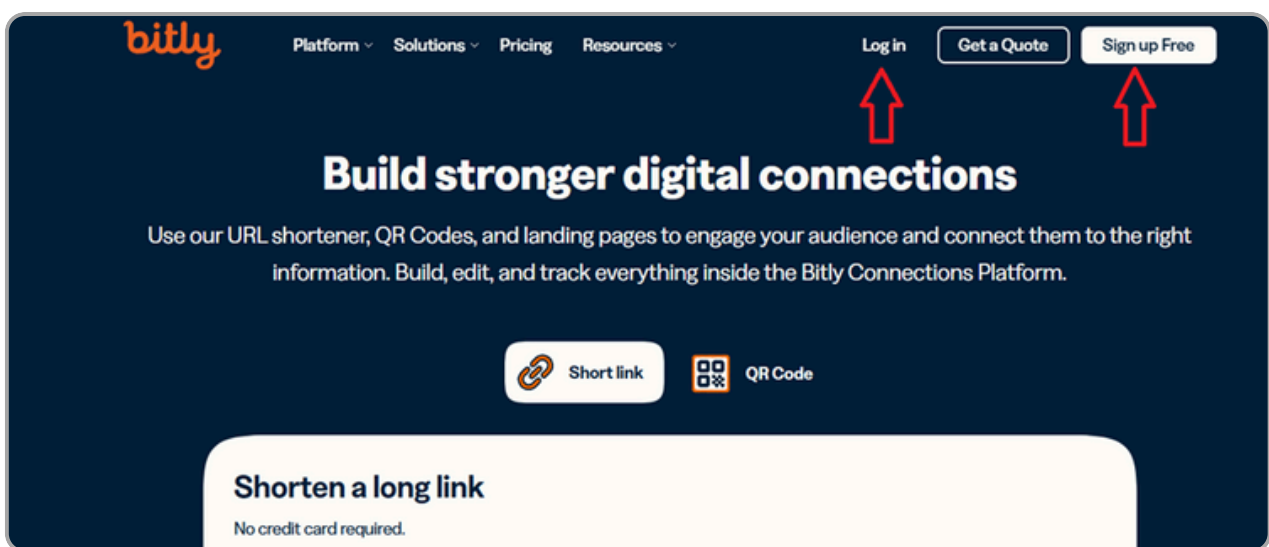 bitly Platform Solutions Pricing Resources Log in Get a Quote Sign up Free
Build stronger digital connections
Use our URL shortener, QR Codes, and landing pages to engage your audience and connect them to the right
information. Build, edit, and track everything inside the Bitly Connections Platform.
Short link QR Code
Shorten a long link
No credit card required.